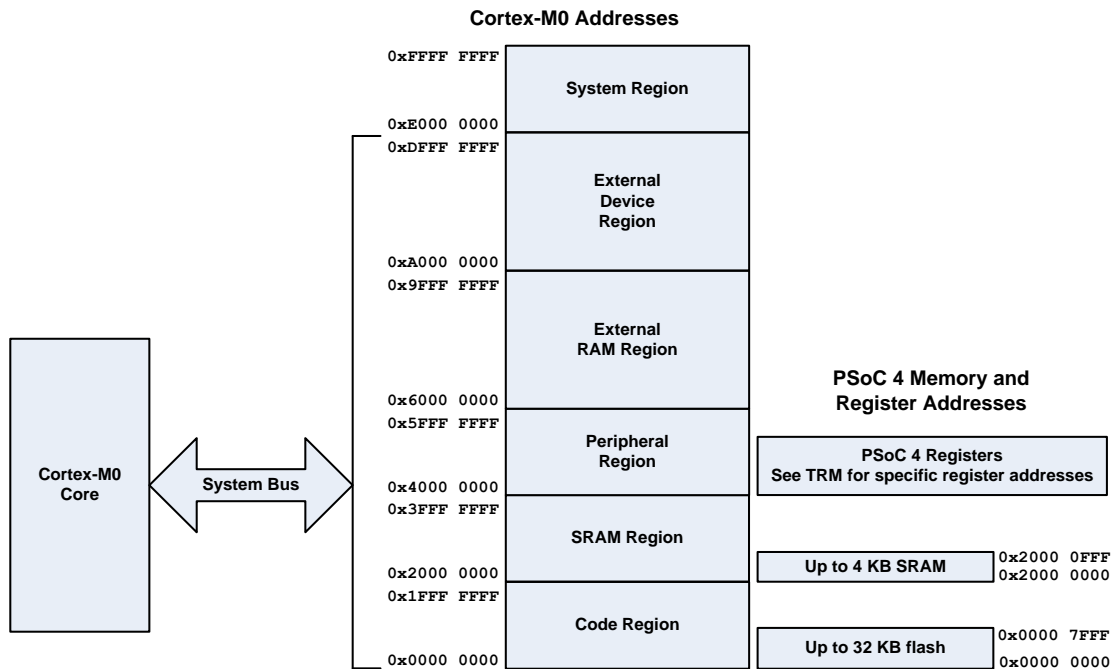 Cortex-M0 Addresses
0xFFFF FFFF
System Region
0xE000 0000
0xDFFF FFFF
External
Device
Region
0xA000 0000
0x9FFF FFFF
External
RAM Region
0x6000 0000
0x5FFF FFFF
Peripheral
Region
0x4000 0000
0x3FFF FFFF
SRAM Region
0x2000 0000
0x1FFF FFFF
Code Region
0x0000 0000
Cortex-M0
Core
System Bus
PSoC 4 Memory and
Register Addresses
PSoC 4 Registers
See TRM for specific register addresses
Up to 4 KB SRAM
0x2000 0FFF
0x2000 0000
Up to 32 KB flash
0x0000 7FFF
0x0000 0000